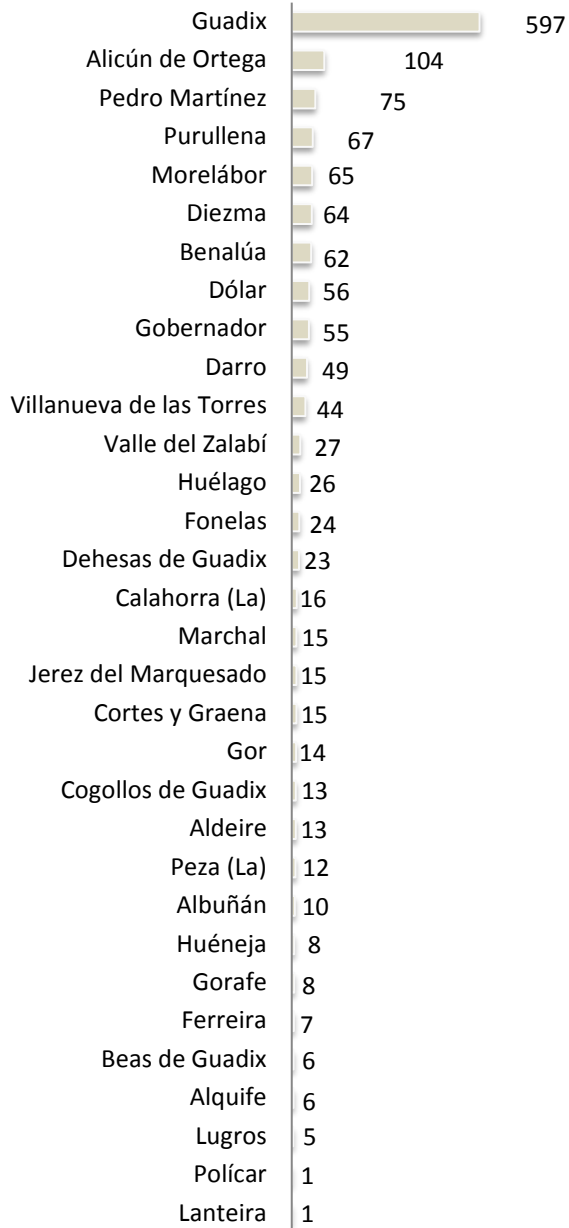 Guadix 597
Alicún de Ortega 104
Pedro Martínez 75
Purullena 67
Morelábor 65
Diezma 64
Benalúa 62
Dólar 56
Gobernador 55
Darro 49
Villanueva de las Torres 44
Valle del Zalabí 27
Huélago 26
Fonelas 24
Dehesas de Guadix 23
Calahorra (La) 16
Marchal 15
Jerez del Marquesado 15
Cortes y Graena 15
Gor 14
Cogollos de Guadix 13
Aldeire 13
Peza (La) 12
Albuñán 10
Huéneja 8
Gorafe 8
Ferreira 7
Beas de Guadix 6
Alquife 6
Lugros 5
Polícar 1
Lanteira 1